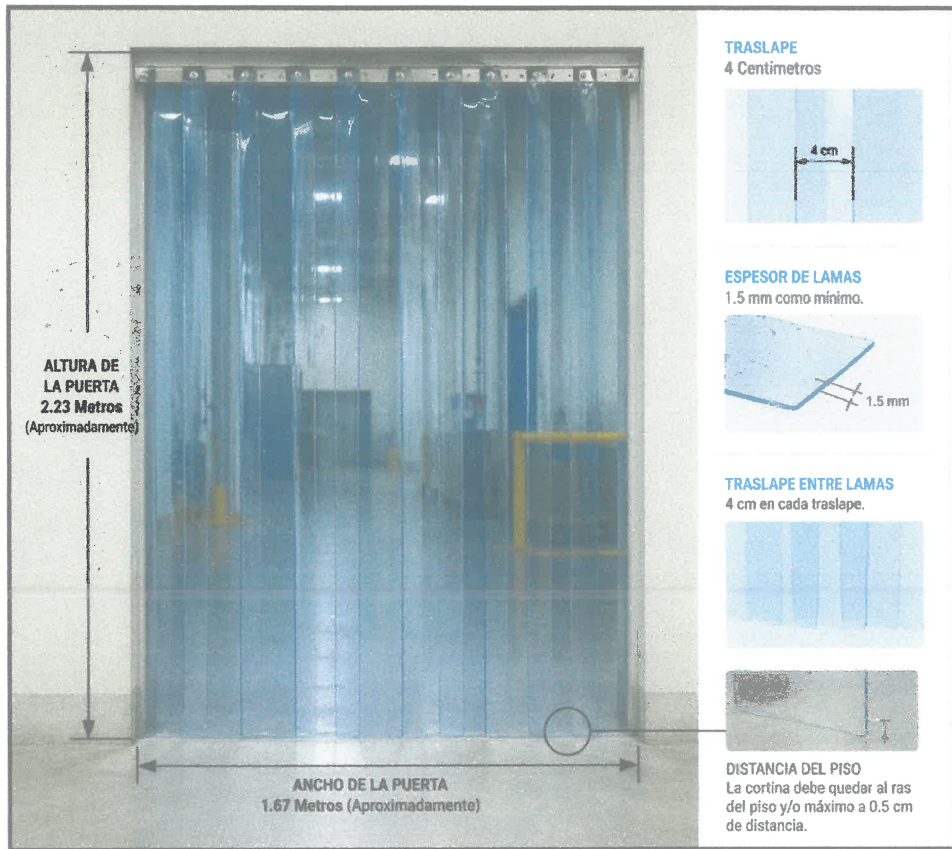 ALTURA DE
LA PUERTA
2.23 Metros
(Aproximadamente)
ANCHO DE LA PUERTA
1.67 Metros (Aproximadamente)
TRASLAPE
4 Centimetros
4 cm
ESPESOR DE LAMAS
1.5 mm como mínimo.
1.5 mm
TRASLAPE ENTRE LAMAS
4 cm en cada traslape.
DISTANCIA DEL PISO
La cortina debe quedar al ras
del piso y/o máximo a 0.5 cm
de distancia.